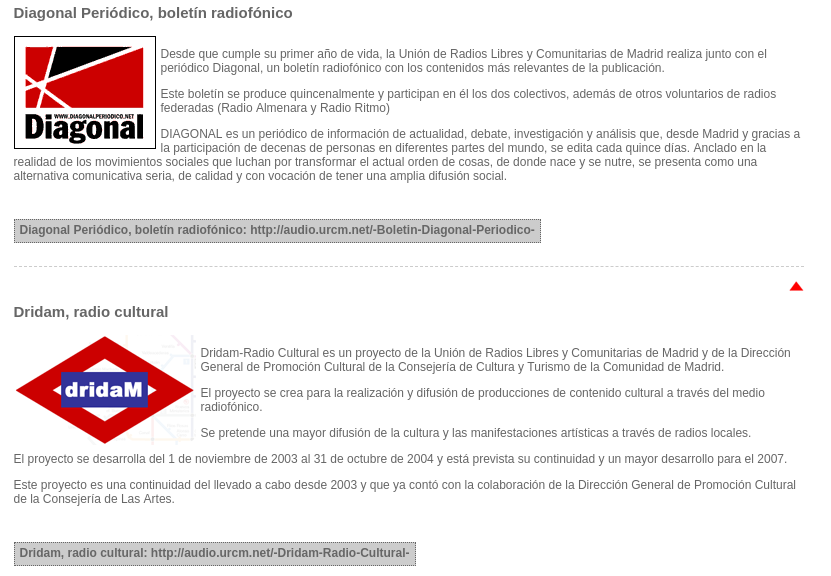 Diagonal Periódico, boletín radiofónico
WWW.DIAGONALPERIODICO.NET
Diagonal
Desde que cumple su primer año de vida, la Unión de Radios Libres y Comunitarias de Madrid realiza junto con el
periódico Diagonal, un boletín radiofónico con los contenidos más relevantes de la publicación.
Este boletín se produce quincenalmente y participan en él los dos colectivos, además de otros voluntarios de radios
federadas (Radio Almenara y Radio Ritmo)
DIAGONAL es un periódico de información de actualidad, debate, investigación y análisis que, desde Madrid y gracias a
la participación de decenas de personas en diferentes partes del mundo, se edita cada quince días. Anclado en la
realidad de los movimientos sociales que luchan por transformar el actual orden de cosas, de donde nace y se nutre, se presenta como una
alternativa comunicativa seria, de calidad y con vocación de tener una amplia difusión social.
Diagonal Periódico, boletín radiofónico: http://audio.urcm.net/-Boletin-Diagonal-Periodico-
Dridam, radio cultural
dridaM
Dridam-Radio Cultural es un proyecto de la Unión de Radios Libres y Comunitarias de Madrid y de la Dirección
General de Promoción Cultural de la Consejería de Cultura y Turismo de la Comunidad de Madrid.
El proyecto se crea para la realización y difusión de producciones de contenido cultural a través del medio
radiofónico.
Se pretende una mayor difusión de la cultura y las manifestaciones artísticas a través de radios locales.
El proyecto se desarrolla del 1 de noviembre de 2003 al 31 de octubre de 2004 y está prevista su continuidad y un mayor desarrollo para el 2007.
Este proyecto es una continuidad del llevado a cabo desde 2003 y que ya contó con la colaboración de la Dirección General de Promoción Cultural
de la Consejería de Las Artes.
Dridam, radio cultural: http://audio.urcm.net/-Dridam-Radio-Cultural-